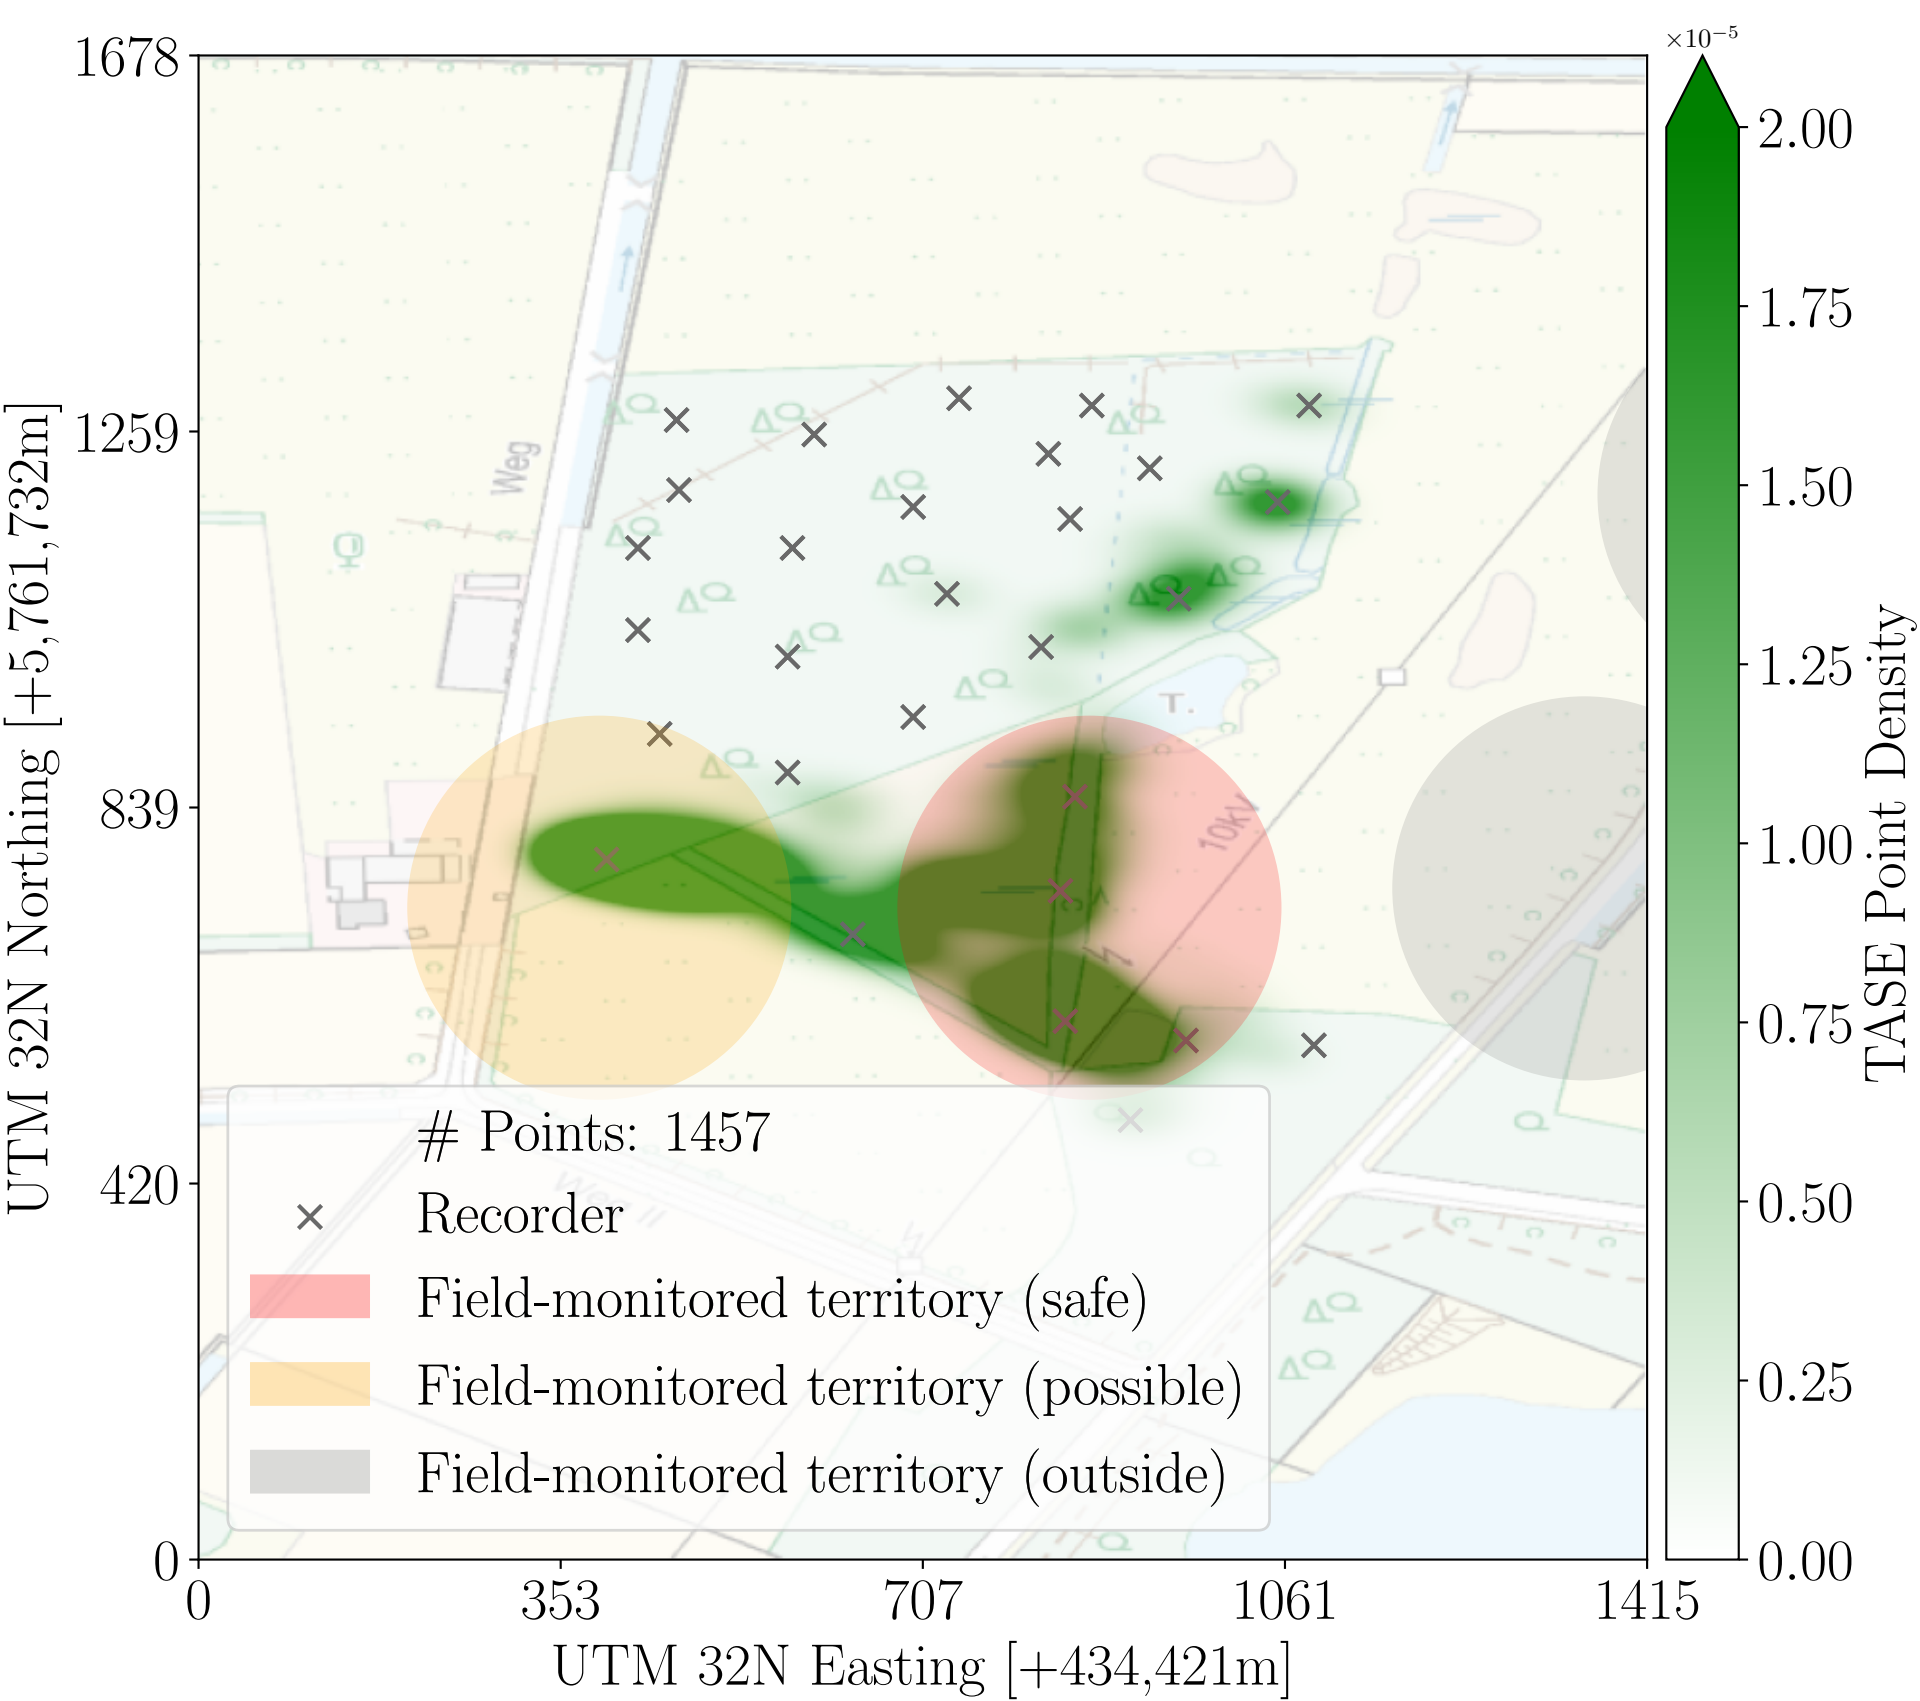 ×10⁻⁵
1678
1259
839
420
0
UTM 32N Northing [+5,761,732m]
Weg
T.
10kV
# Points: 1457
Recorder
Field-monitored territory (safe)
Field-monitored territory (possible)
Field-monitored territory (outside)
Weg II
0
353
707
1061
1415
UTM 32N Easting [+434,421m]
2.00
1.75
1.50
1.25
1.00
0.75
0.50
0.25
0.00
TASE Point Density